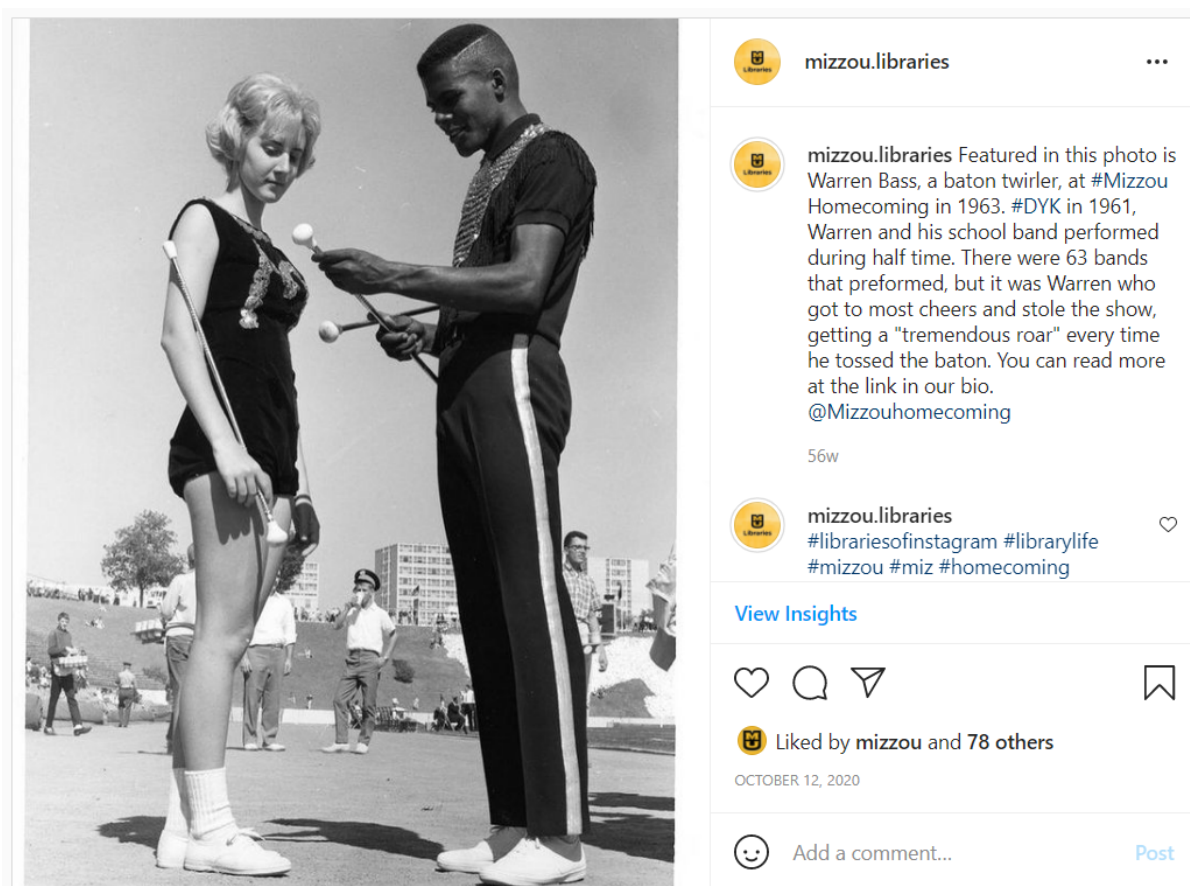 mizzou.libraries
mizzou.libraries Featured in this photo is
Warren Bass, a baton twirler, at #Mizzou
Homecoming in 1963. #DYK in 1961,
Warren and his school band performed
during half time. There were 63 bands
that preformed, but it was Warren who
got to most cheers and stole the show,
getting a "tremendous roar" every time
he tossed the baton. You can read more
at the link in our bio.
@Mizzouhomecoming
56w
mizzou.libraries
#librariesofinstagram #librarylife
#mizzou #miz #homecoming
View Insights
Liked by mizzou and 78 others
OCTOBER 12, 2020
Add a comment...
Post